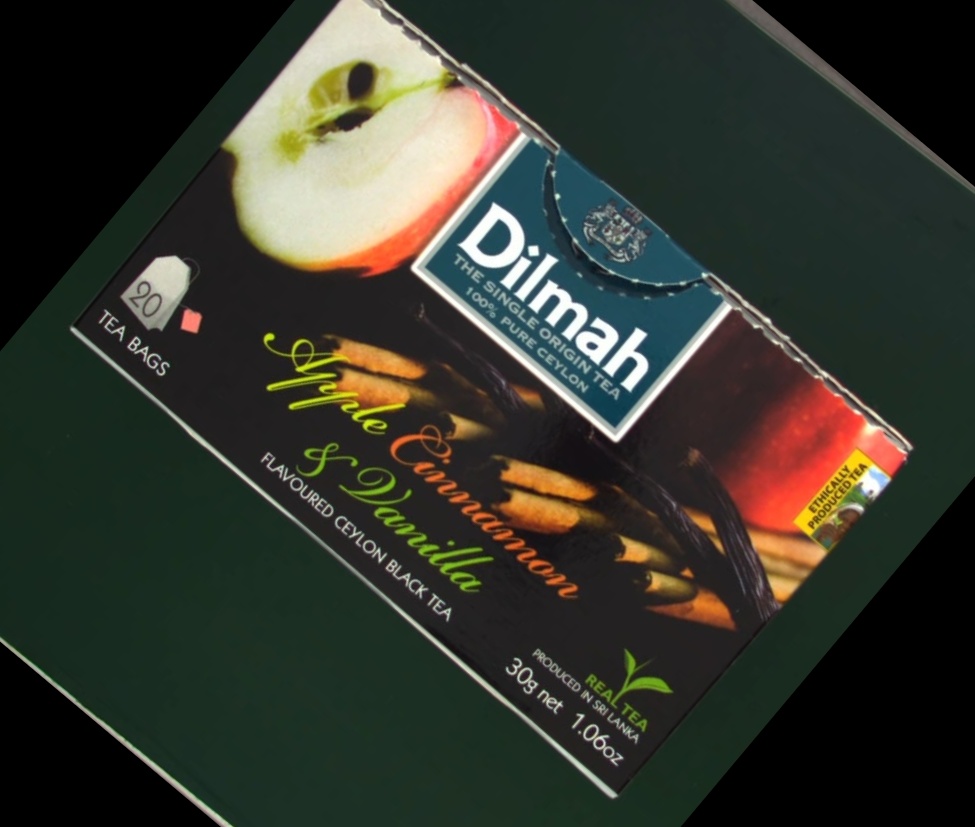 Dilmah
THE SINGLE ORIGIN TEA
100% PURE CEYLON
20
TEA BAGS
Apple Cinnamon
& Vanilla
FLAVOURED CEYLON BLACK TEA
ETHICALLY
PRODUCED TEA
REAL TEA
PRODUCED IN SRI LANKA
30g net 1.06oz